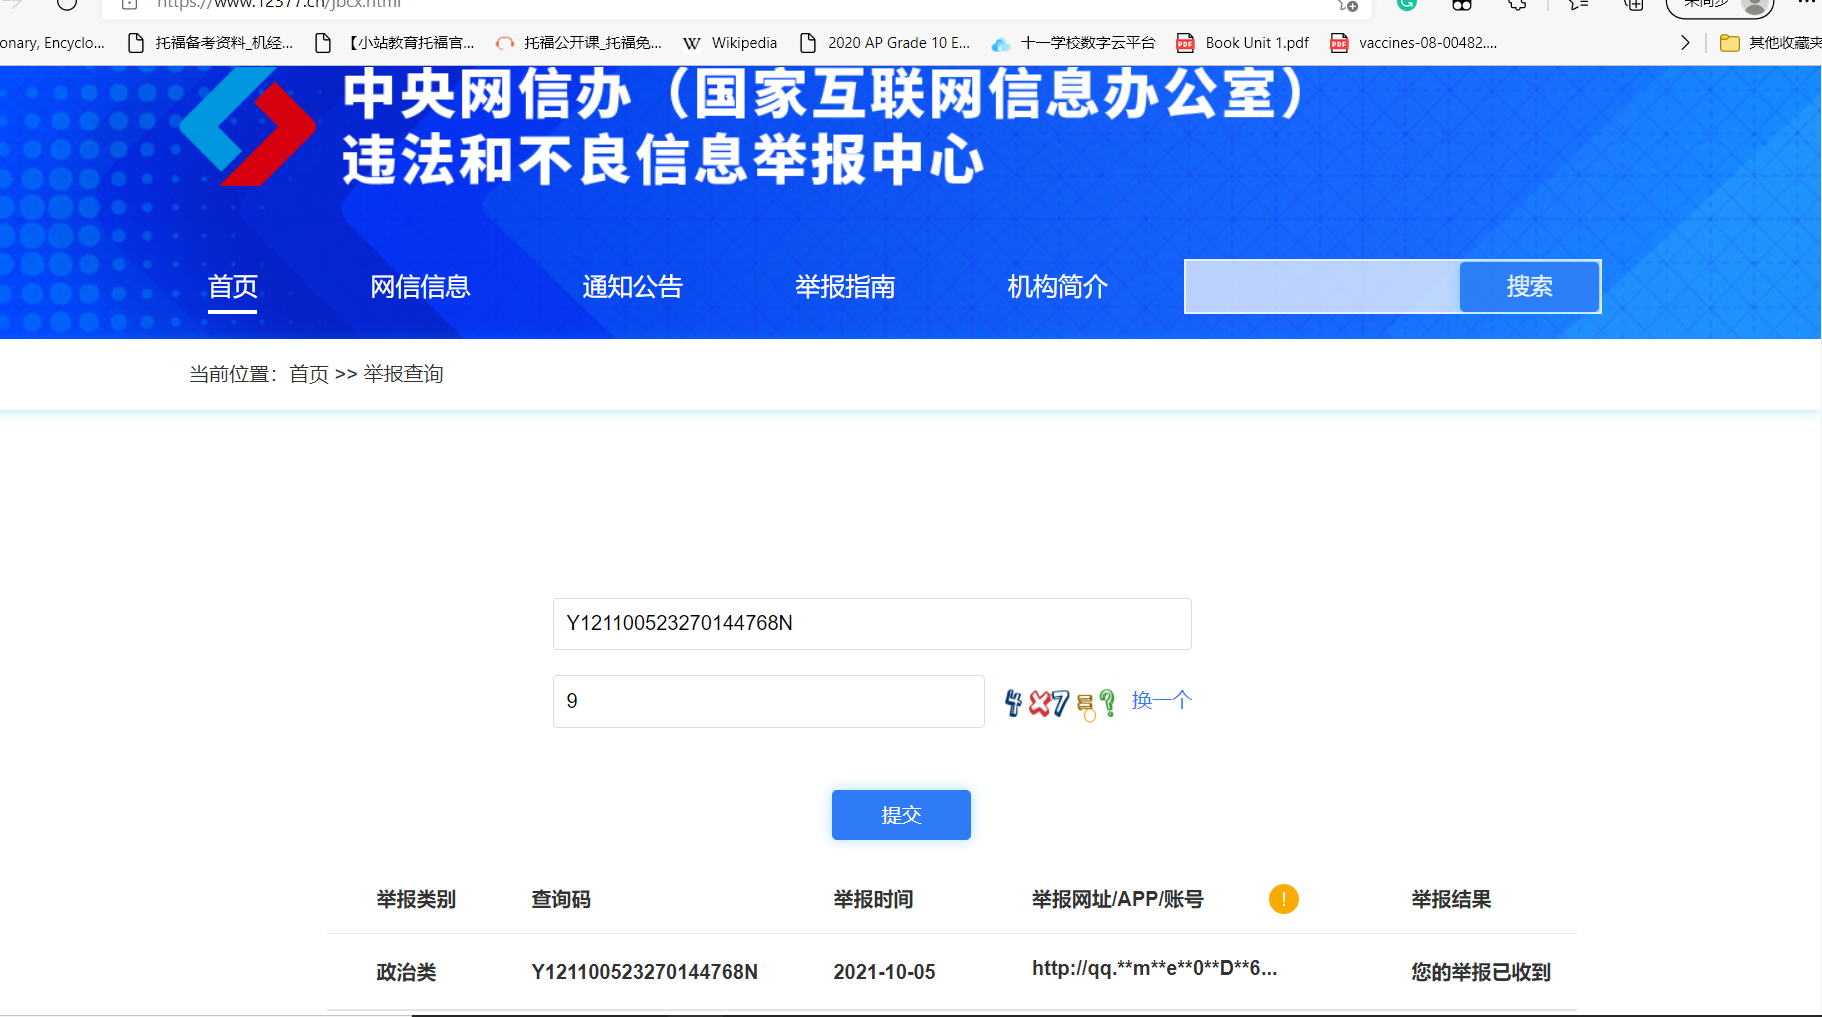 https://www.12377.cn/jbcx.html
onary, Encyclo...
托福备考资料_机经...
【小站教育托福官...
托福公开课_托福免...
W Wikipedia
2020 AP Grade 10 E...
十一学校数字云平台
PDF Book Unit 1.pdf
PDF vaccines-08-00482....
其他收藏夹
中央网信办（国家互联网信息办公室）
违法和不良信息举报中心
首页
网信信息
通知公告
举报指南
机构简介
搜索
当前位置：首页 >> 举报查询
Y121100523270144768N
9
4X7=?
换一个
提交
举报类别 查询码 举报时间 举报网址/APP/账号 ! 举报结果
政治类 Y121100523270144768N 2021-10-05 http://qq.**m**e**0**D**6... 您的举报已收到